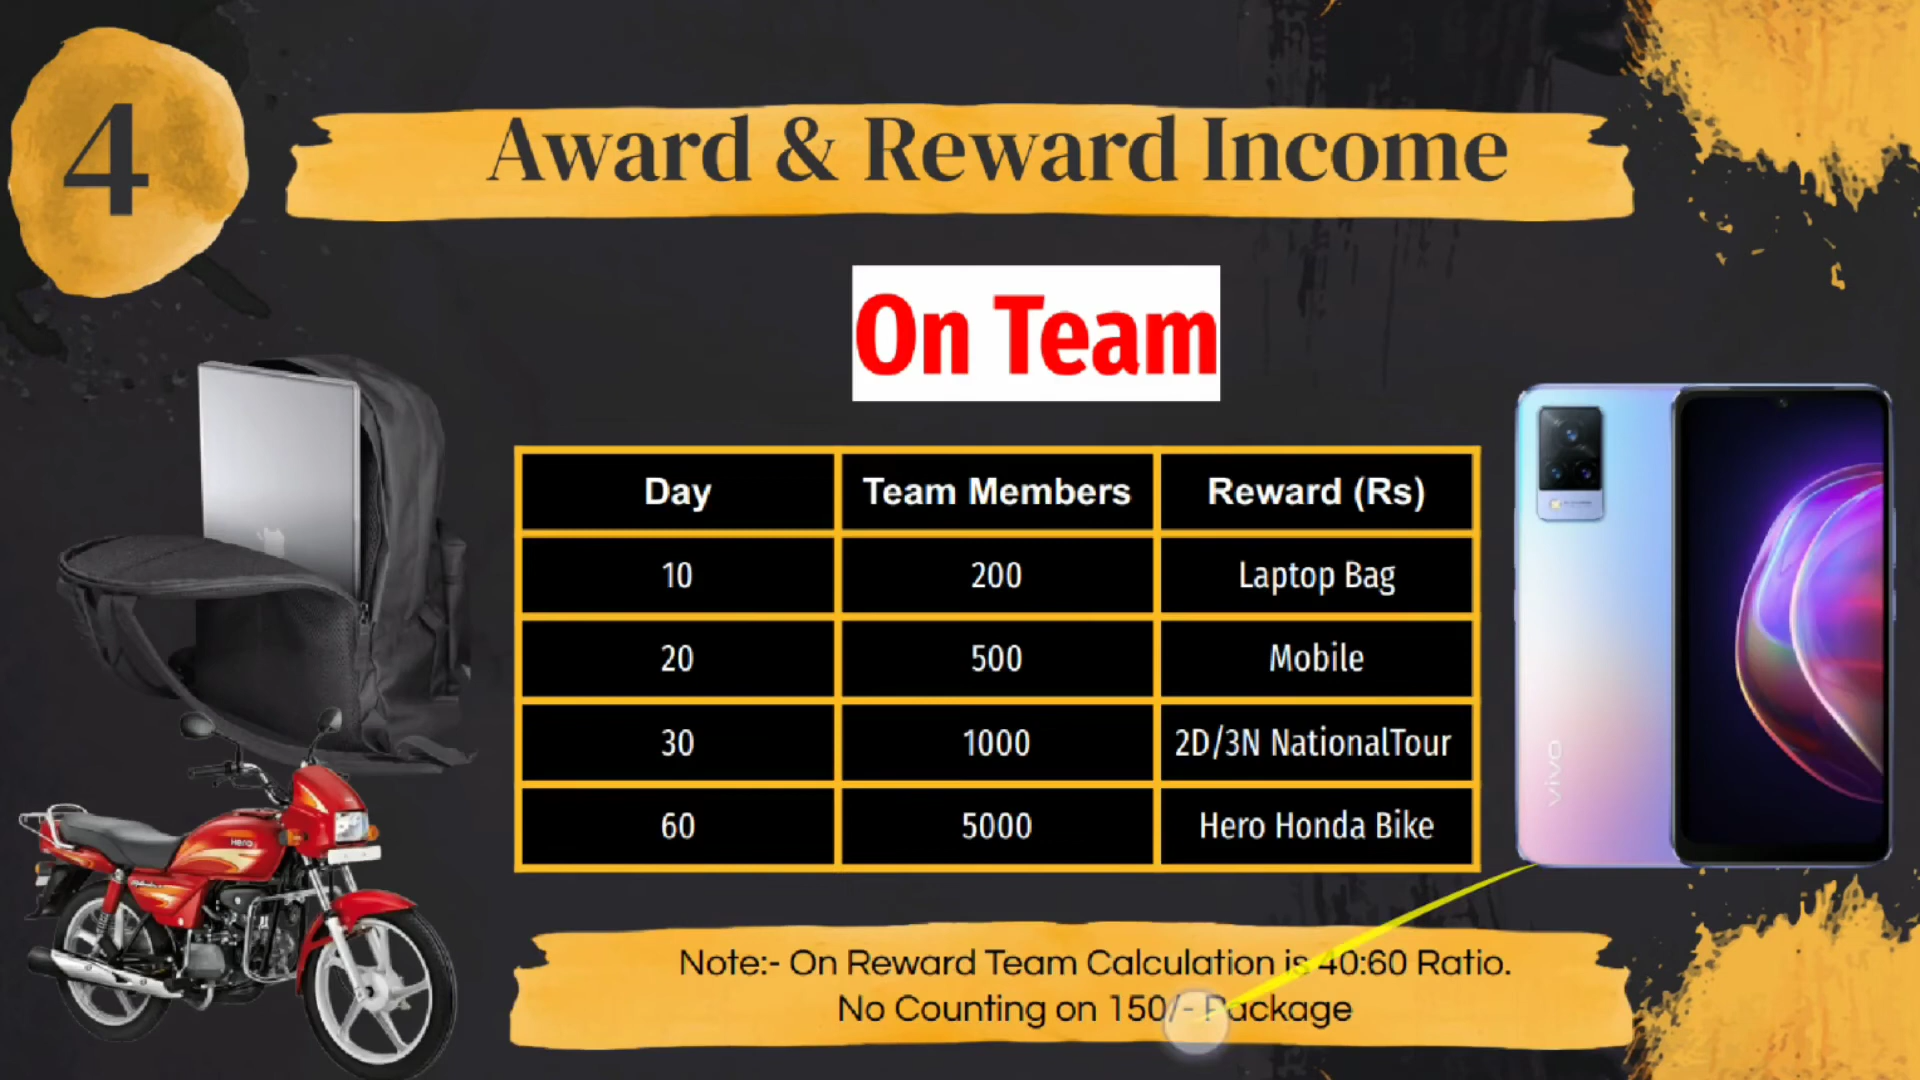 4
Award & Reward Income
On Team
Day Team Members Reward (Rs)
10 200 Laptop Bag
20 500 Mobile
30 1000 2D/3N NationalTour
60 5000 Hero Honda Bike
vivo
HERO
Note:- On Reward Team Calculation is 40:60 Ratio.
No Counting on 150/- Package